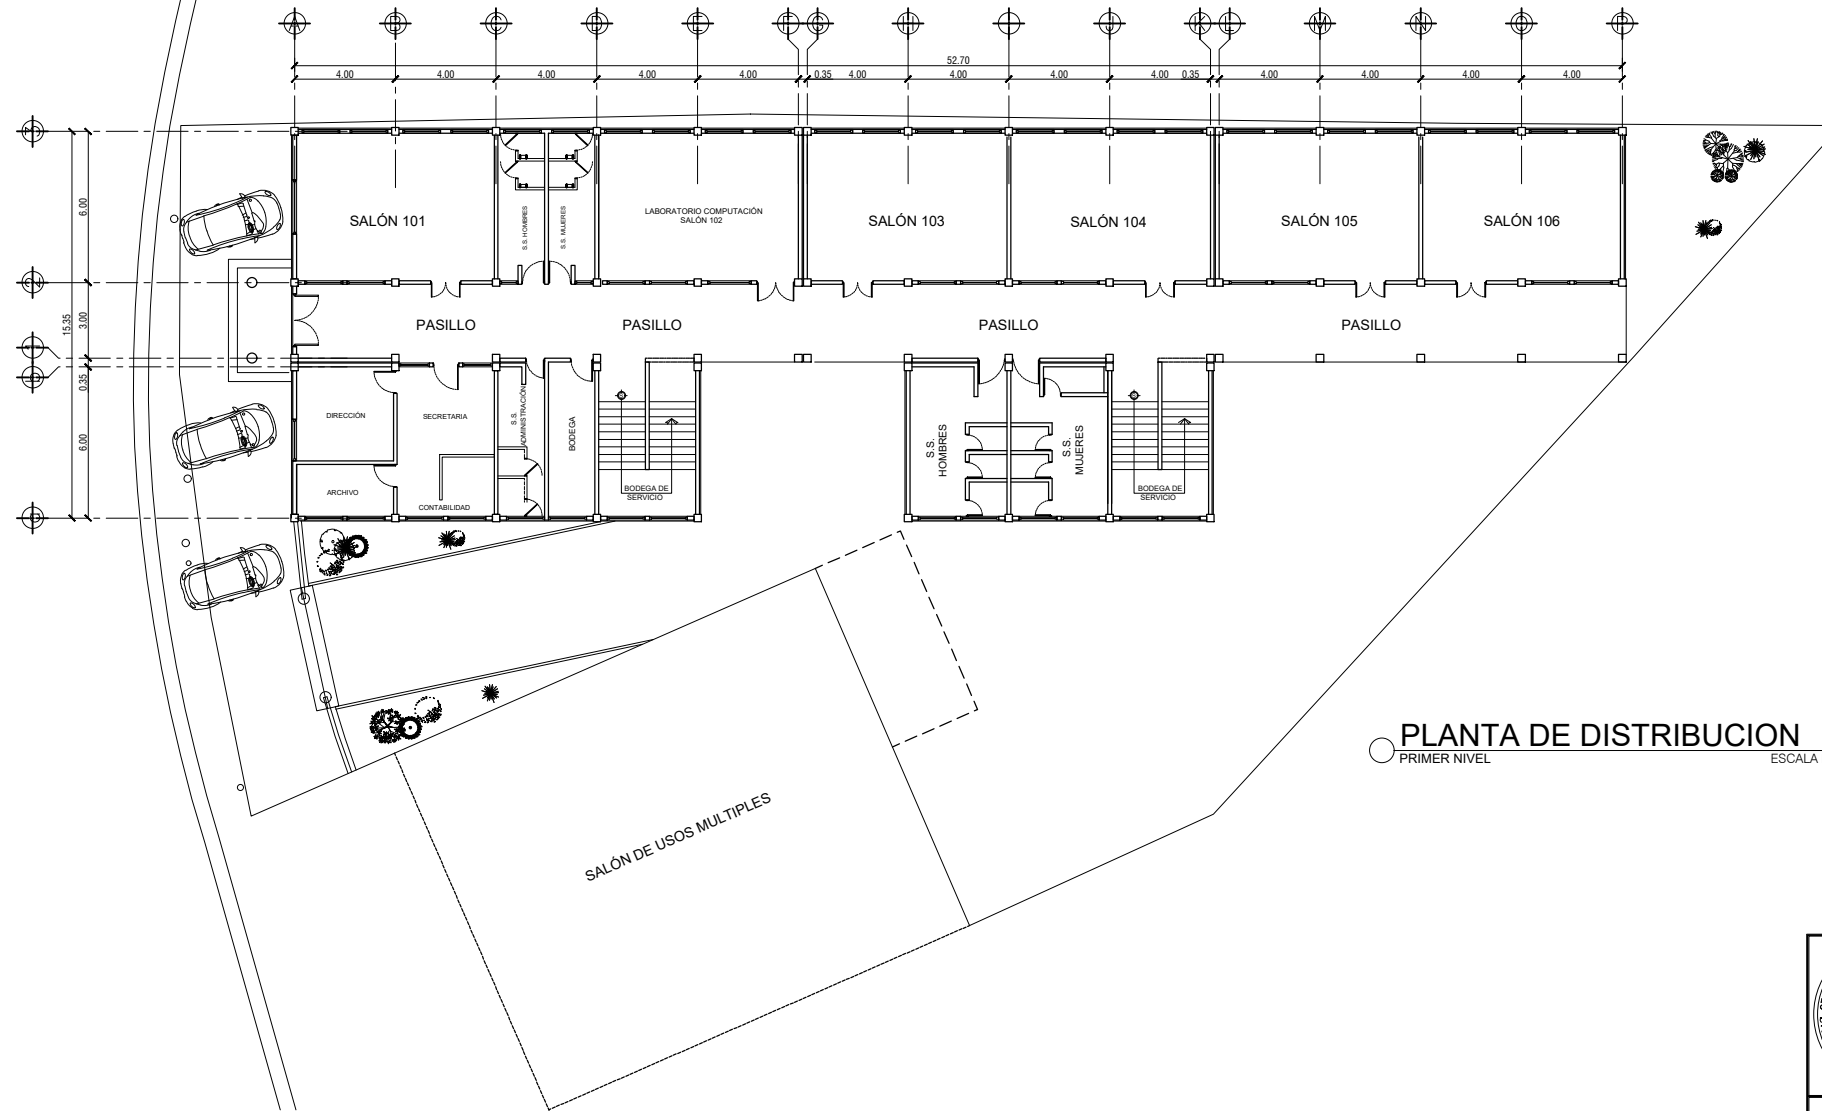 A B C D E F G H I J K L M N O P
52.70
4.00 4.00 4.00 4.00 4.00 0.35 4.00 4.00 4.00 4.00 0.35 4.00 4.00 4.00 4.00
6.00
3.00
15.35
0.35
6.00
SALÓN 101
S.S. HOMBRES
S.S. MUJERES
LABORATORIO COMPUTACIÓN
SALÓN 102
SALÓN 103
SALÓN 104
SALÓN 105
SALÓN 106
PASILLO
PASILLO
PASILLO
PASILLO
DIRECCIÓN
SECRETARIA
S.S.
ADMINISTRACIÓN
BODEGA
ARCHIVO
CONTABILIDAD
BODEGA DE
SERVICIO
S.S.
HOMBRES
S.S.
MUJERES
BODEGA DE
SERVICIO
SALÓN DE USOS MULTIPLES
PLANTA DE DISTRIBUCION
PRIMER NIVEL
ESCALA